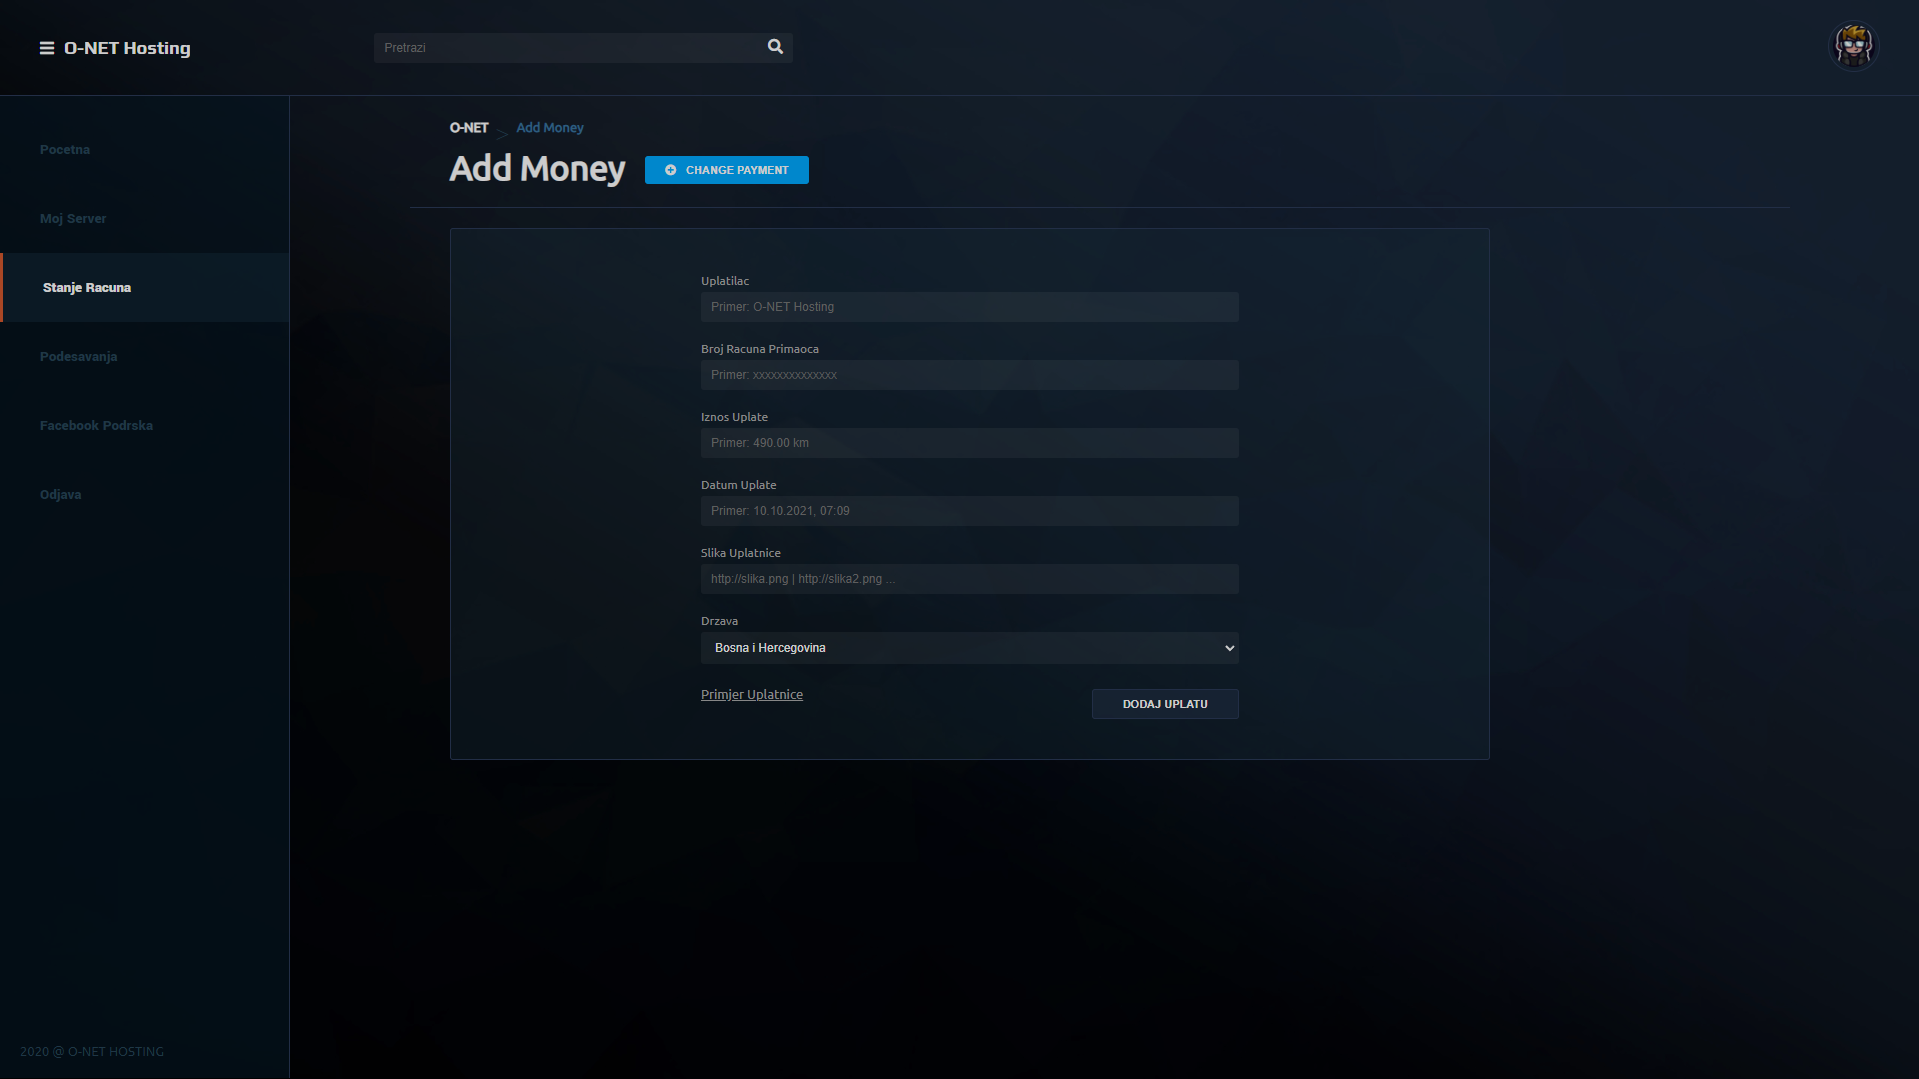 O-NET Hosting
Pretrazi
Pocetna
Moj Server
Stanje Racuna
Podesavanja
Facebook Podrska
Odjava
2020 @ O-NET HOSTING
O-NET > Add Money
Add Money
CHANGE PAYMENT
Uplatilac
Primer: O-NET Hosting
Broj Racuna Primaoca
Primer: xxxxxxxxxxxxxx
Iznos Uplate
Primer: 490.00 km
Datum Uplate
Primer: 10.10.2021, 07:09
Slika Uplatnice
http://slika.png | http://slika2.png ...
Drzava
Bosna i Hercegovina
Primjer Uplatnice
DODAJ UPLATU